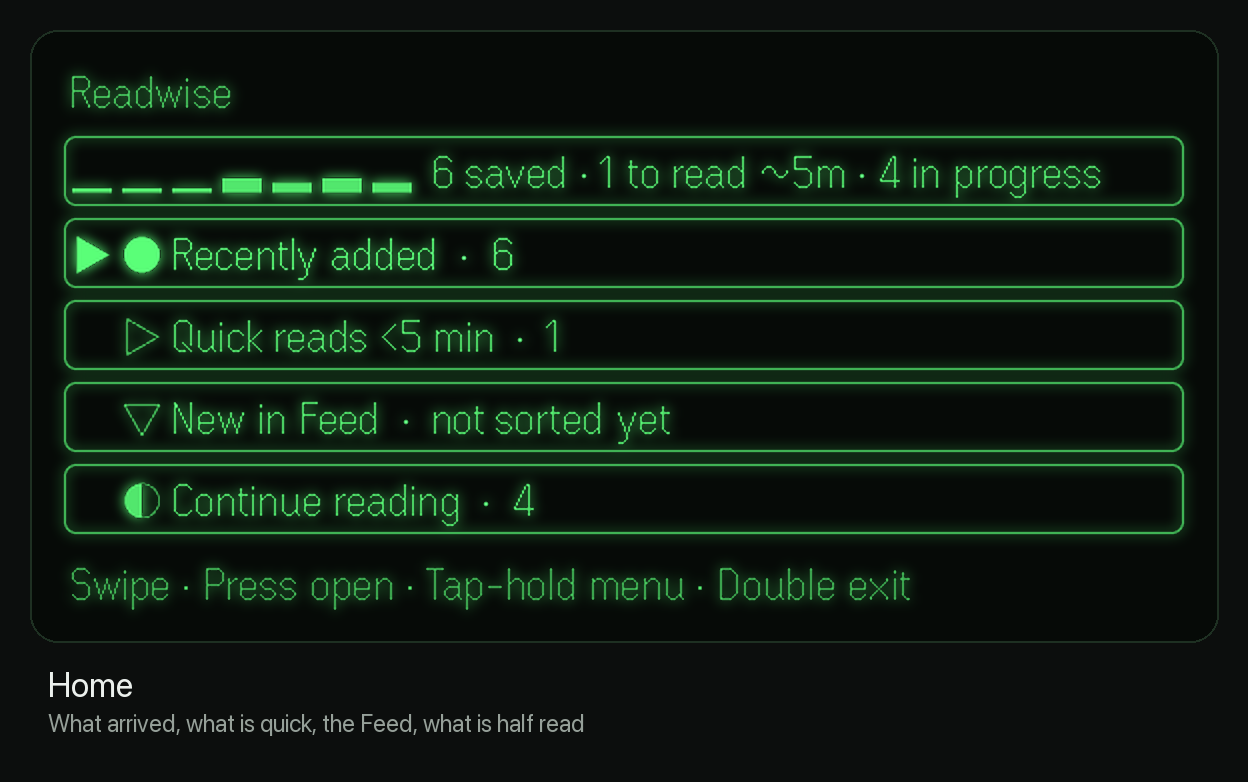 Readwise
6 saved · 1 to read ~5m · 4 in progress
Recently added · 6
Quick reads <5 min · 1
New in Feed · not sorted yet
Continue reading · 4
Swipe · Press open · Tap-hold menu · Double exit
Home
What arrived, what is quick, the Feed, what is half read